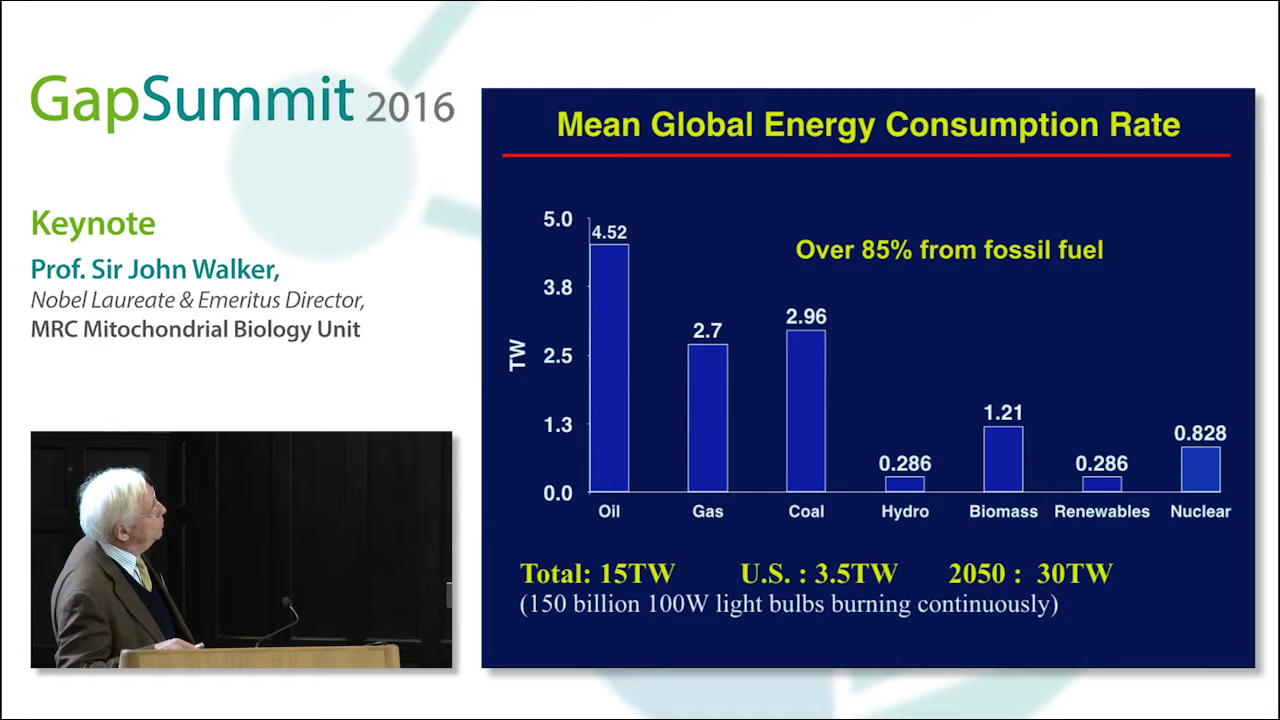 GapSummit 2016
Keynote
Prof. Sir John Walker,
Nobel Laureate & Emeritus Director,
MRC Mitochondrial Biology Unit
Mean Global Energy Consumption Rate
Over 85% from fossil fuel
TW
5.0
3.8
2.5
1.3
0.0
4.52
2.7
2.96
0.286
1.21
0.286
0.828
Oil Gas Coal Hydro Biomass Renewables Nuclear
Total: 15TW U.S. : 3.5TW 2050 : 30TW
(150 billion 100W light bulbs burning continuously)